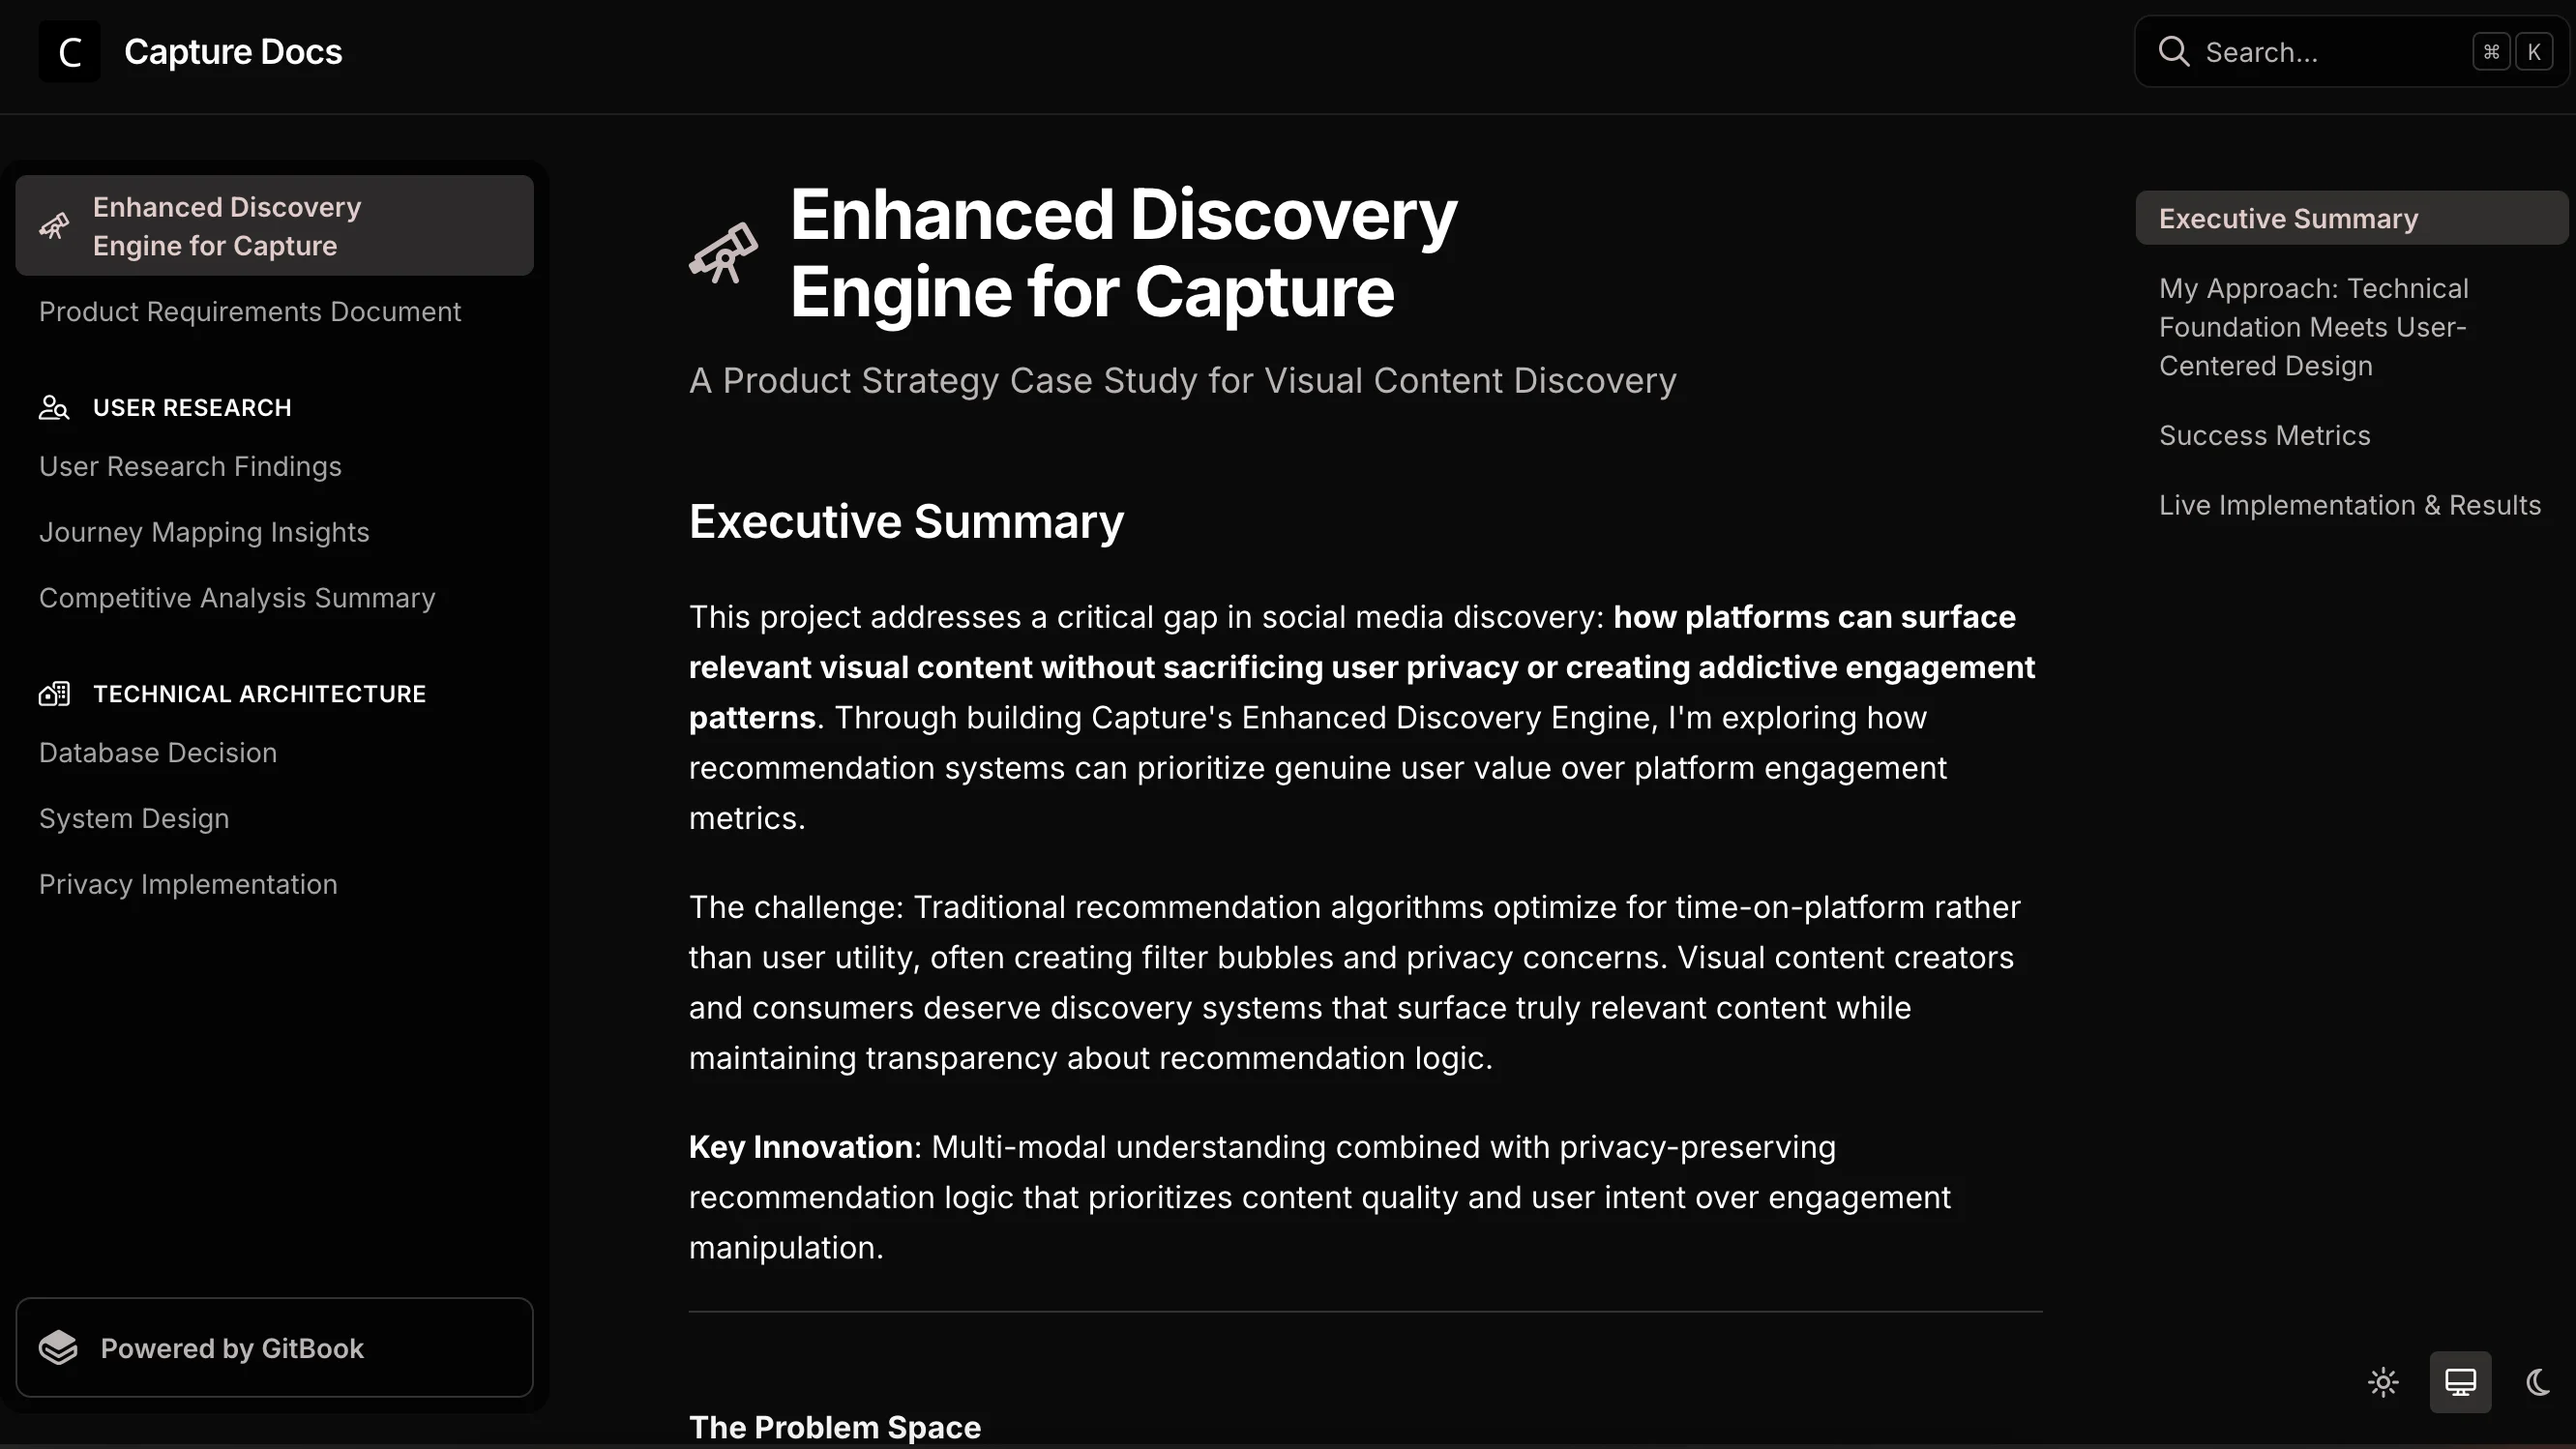 C Capture Docs
Search...
⌘ K
Enhanced Discovery
Engine for Capture
Product Requirements Document
USER RESEARCH
User Research Findings
Journey Mapping Insights
Competitive Analysis Summary
TECHNICAL ARCHITECTURE
Database Decision
System Design
Privacy Implementation
Powered by GitBook
Enhanced Discovery
Engine for Capture
A Product Strategy Case Study for Visual Content Discovery
Executive Summary
This project addresses a critical gap in social media discovery: how platforms can surface
relevant visual content without sacrificing user privacy or creating addictive engagement
patterns. Through building Capture's Enhanced Discovery Engine, I'm exploring how
recommendation systems can prioritize genuine user value over platform engagement
metrics.
The challenge: Traditional recommendation algorithms optimize for time-on-platform rather
than user utility, often creating filter bubbles and privacy concerns. Visual content creators
and consumers deserve discovery systems that surface truly relevant content while
maintaining transparency about recommendation logic.
Key Innovation: Multi-modal understanding combined with privacy-preserving
recommendation logic that prioritizes content quality and user intent over engagement
manipulation.
The Problem Space
Executive Summary
My Approach: Technical
Foundation Meets User-
Centered Design
Success Metrics
Live Implementation & Results